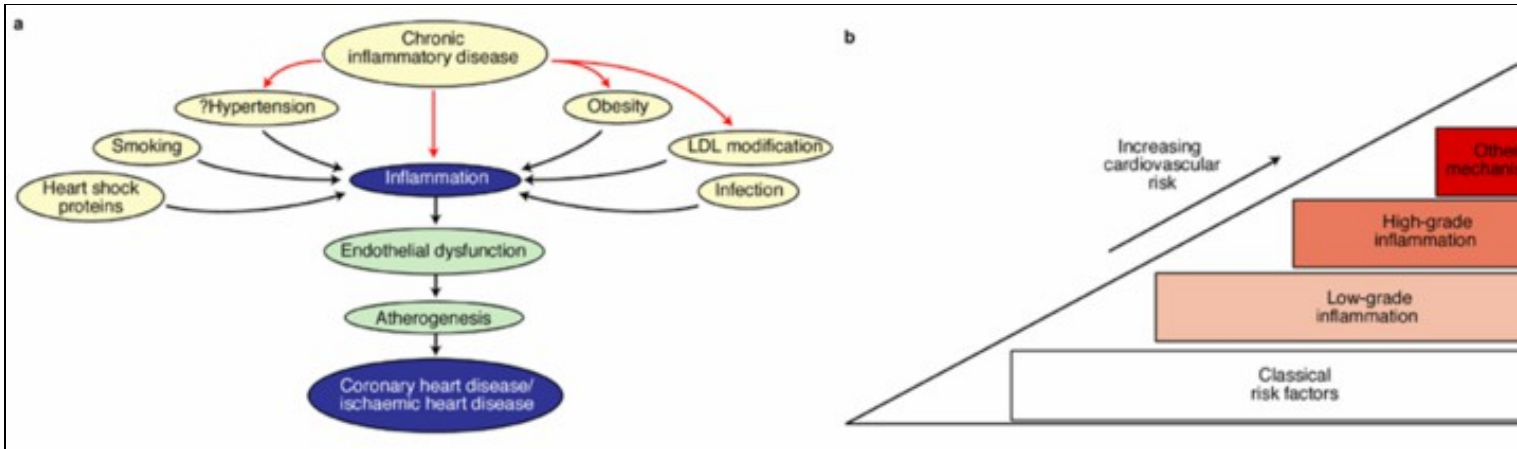 a
Chronic
inflammatory disease
?Hypertension
Obesity
Smoking
LDL modification
Inflammation
Heart shock
proteins
Infection
Endothelial dysfunction
Atherogenesis
Coronary heart disease/
ischaemic heart disease
b
Increasing
cardiovascular
risk
High-grade
inflammation
Low-grade
inflammation
Classical
risk factors